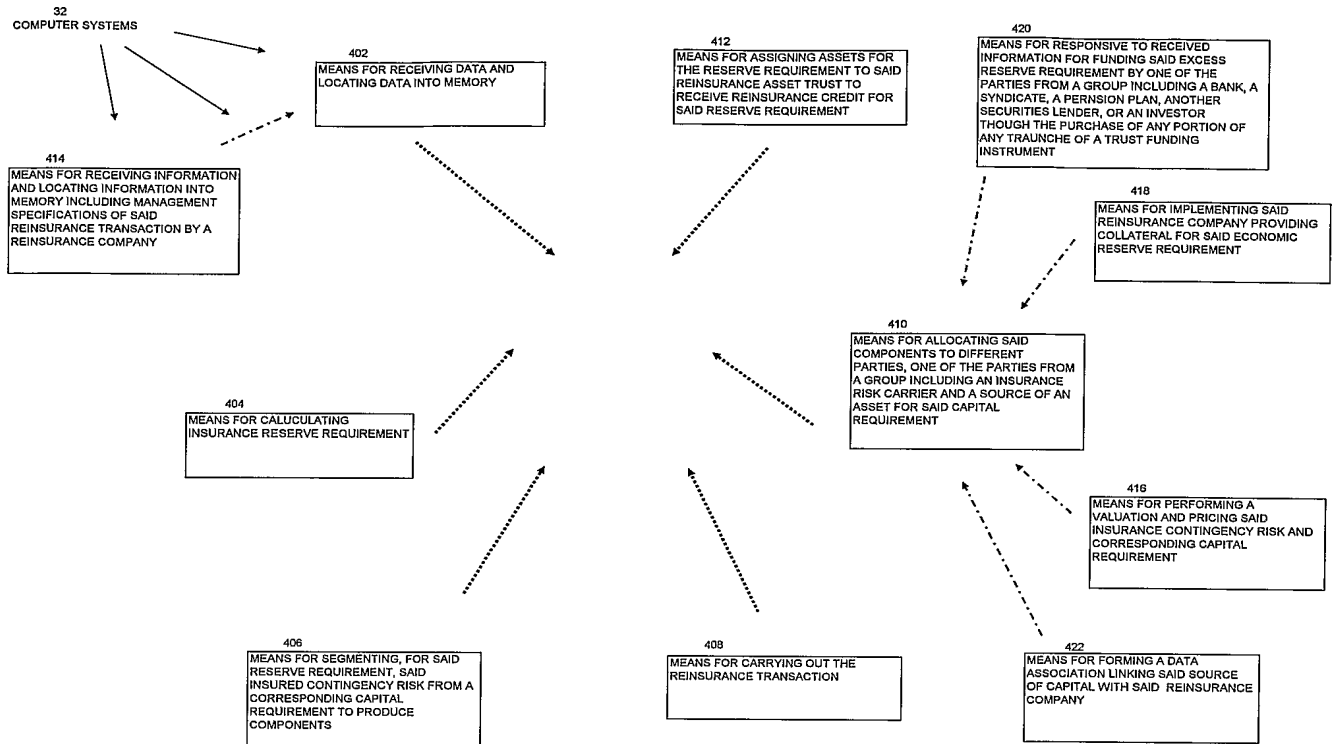 32
COMPUTER SYSTEMS
402
MEANS FOR RECEIVING DATA AND
LOCATING DATA INTO MEMORY
412
MEANS FOR ASSIGNING ASSETS FOR
THE RESERVE REQUIREMENT TO SAID
REINSURANCE ASSET TRUST TO
RECEIVE REINSURANCE CREDIT FOR
SAID RESERVE REQUIREMENT
420
MEANS FOR RESPONSIVE TO RECEIVED
INFORMATION FOR FUNDING SAID EXCESS
RESERVE REQUIREMENT BY ONE OF THE
PARTIES FROM A GROUP INCLUDING A BANK, A
SYNDICATE, A PERNSION PLAN, ANOTHER
SECURITIES LENDER, OR AN INVESTOR
THOUGH THE PURCHASE OF ANY PORTION OF
ANY TRAUNCHE OF A TRUST FUNDING
INSTRUMENT
414
MEANS FOR RECEIVING INFORMATION
AND LOCATING INFORMATION INTO
MEMORY INCLUDING MANAGEMENT
SPECIFICATIONS OF SAID
REINSURANCE TRANSACTION BY A
REINSURANCE COMPANY
418
MEANS FOR IMPLEMENTING SAID
REINSURANCE COMPANY PROVIDING
COLLATERAL FOR SAID ECONOMIC
RESERVE REQUIREMENT
410
MEANS FOR ALLOCATING SAID
COMPONENTS TO DIFFERENT
PARTIES, ONE OF THE PARTIES FROM
A GROUP INCLUDING AN INSURANCE
RISK CARRIER AND A SOURCE OF AN
ASSET FOR SAID CAPITAL
REQUIREMENT
404
MEANS FOR CALUCULATING
INSURANCE RESERVE REQUIREMENT
416
MEANS FOR PERFORMING A
VALUATION AND PRICING SAID
INSURANCE CONTINGENCY RISK AND
CORRESPONDING CAPITAL
REQUIREMENT
406
MEANS FOR SEGMENTING, FOR SAID
RESERVE REQUIREMENT, SAID
INSURED CONTINGENCY RISK FROM A
CORRESPONDING CAPITAL
REQUIREMENT TO PRODUCE
COMPONENTS
408
MEANS FOR CARRYING OUT THE
REINSURANCE TRANSACTION
422
MEANS FOR FORMING A DATA
ASSOCIATION LINKING SAID SOURCE
OF CAPITAL WITH SAID REINSURANCE
COMPANY